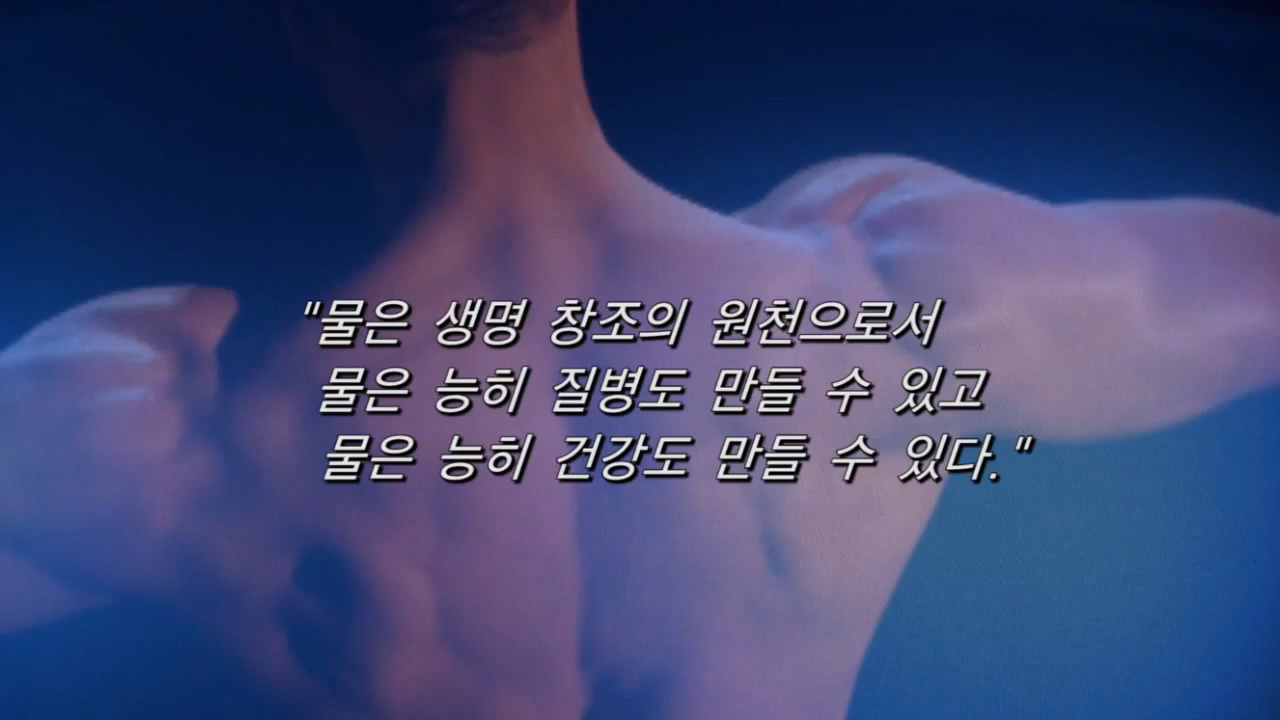 "물은 생명 창조의 원천으로서
물은 능히 질병도 만들 수 있고
물은 능히 건강도 만들 수 있다."